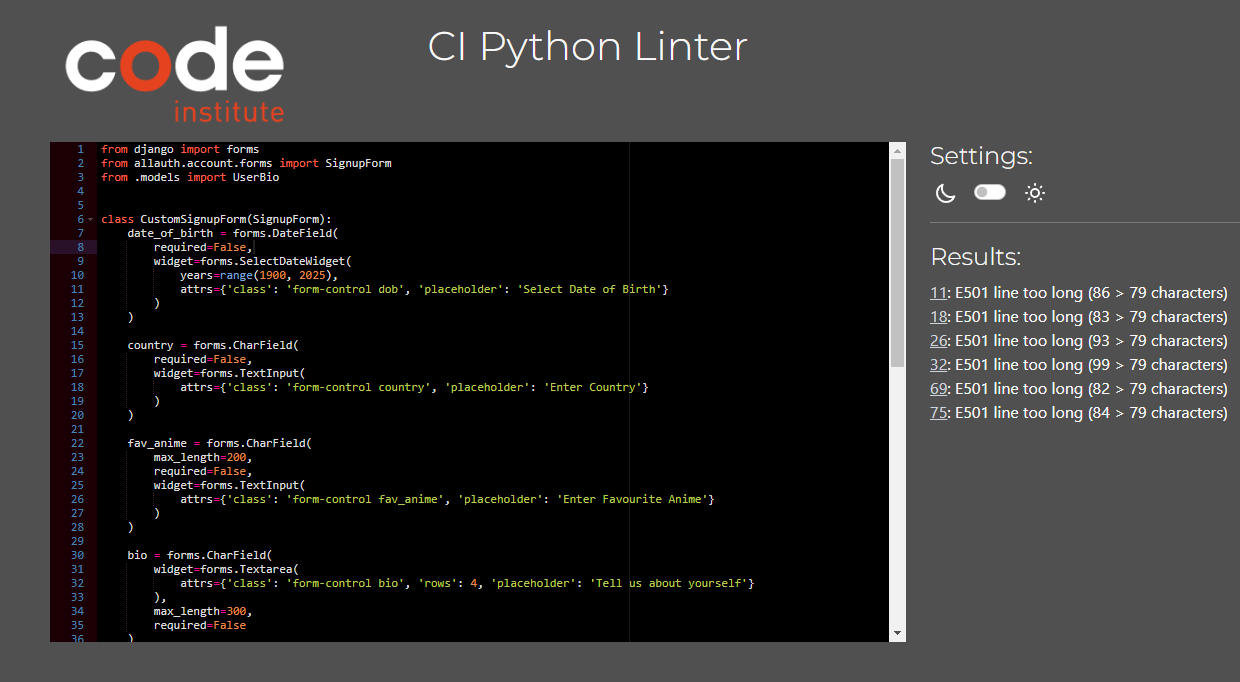 code
institute
CI Python Linter
1 from django import forms
2 from allauth.account.forms import SignupForm
3 from .models import UserBio
4
5
6 class CustomSignupForm(SignupForm):
7     date_of_birth = forms.DateField(
8         required=False,
9         widget=forms.SelectDateWidget(
10             years=range(1900, 2025),
11             attrs={'class': 'form-control dob', 'placeholder': 'Select Date of Birth'}
12         )
13     )
14
15     country = forms.CharField(
16         required=False,
17         widget=forms.TextInput(
18             attrs={'class': 'form-control country', 'placeholder': 'Enter Country'}
19         )
20     )
21
22     fav_anime = forms.CharField(
23         max_length=200,
24         required=False,
25         widget=forms.TextInput(
26             attrs={'class': 'form-control fav_anime', 'placeholder': 'Enter Favourite Anime'}
27         )
28     )
29
30     bio = forms.CharField(
31         widget=forms.Textarea(
32             attrs={'class': 'form-control bio', 'rows': 4, 'placeholder': 'Tell us about yourself'}
33         ),
34         max_length=300,
35         required=False
36     )
Settings:
Results:
11: E501 line too long (86 > 79 characters)
18: E501 line too long (83 > 79 characters)
26: E501 line too long (93 > 79 characters)
32: E501 line too long (99 > 79 characters)
69: E501 line too long (82 > 79 characters)
75: E501 line too long (84 > 79 characters)